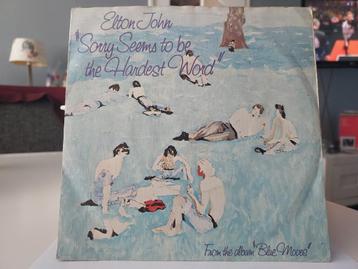 Elton John
"Sorry Seems to be
the Hardest Word"
From the album "Blue Moves"